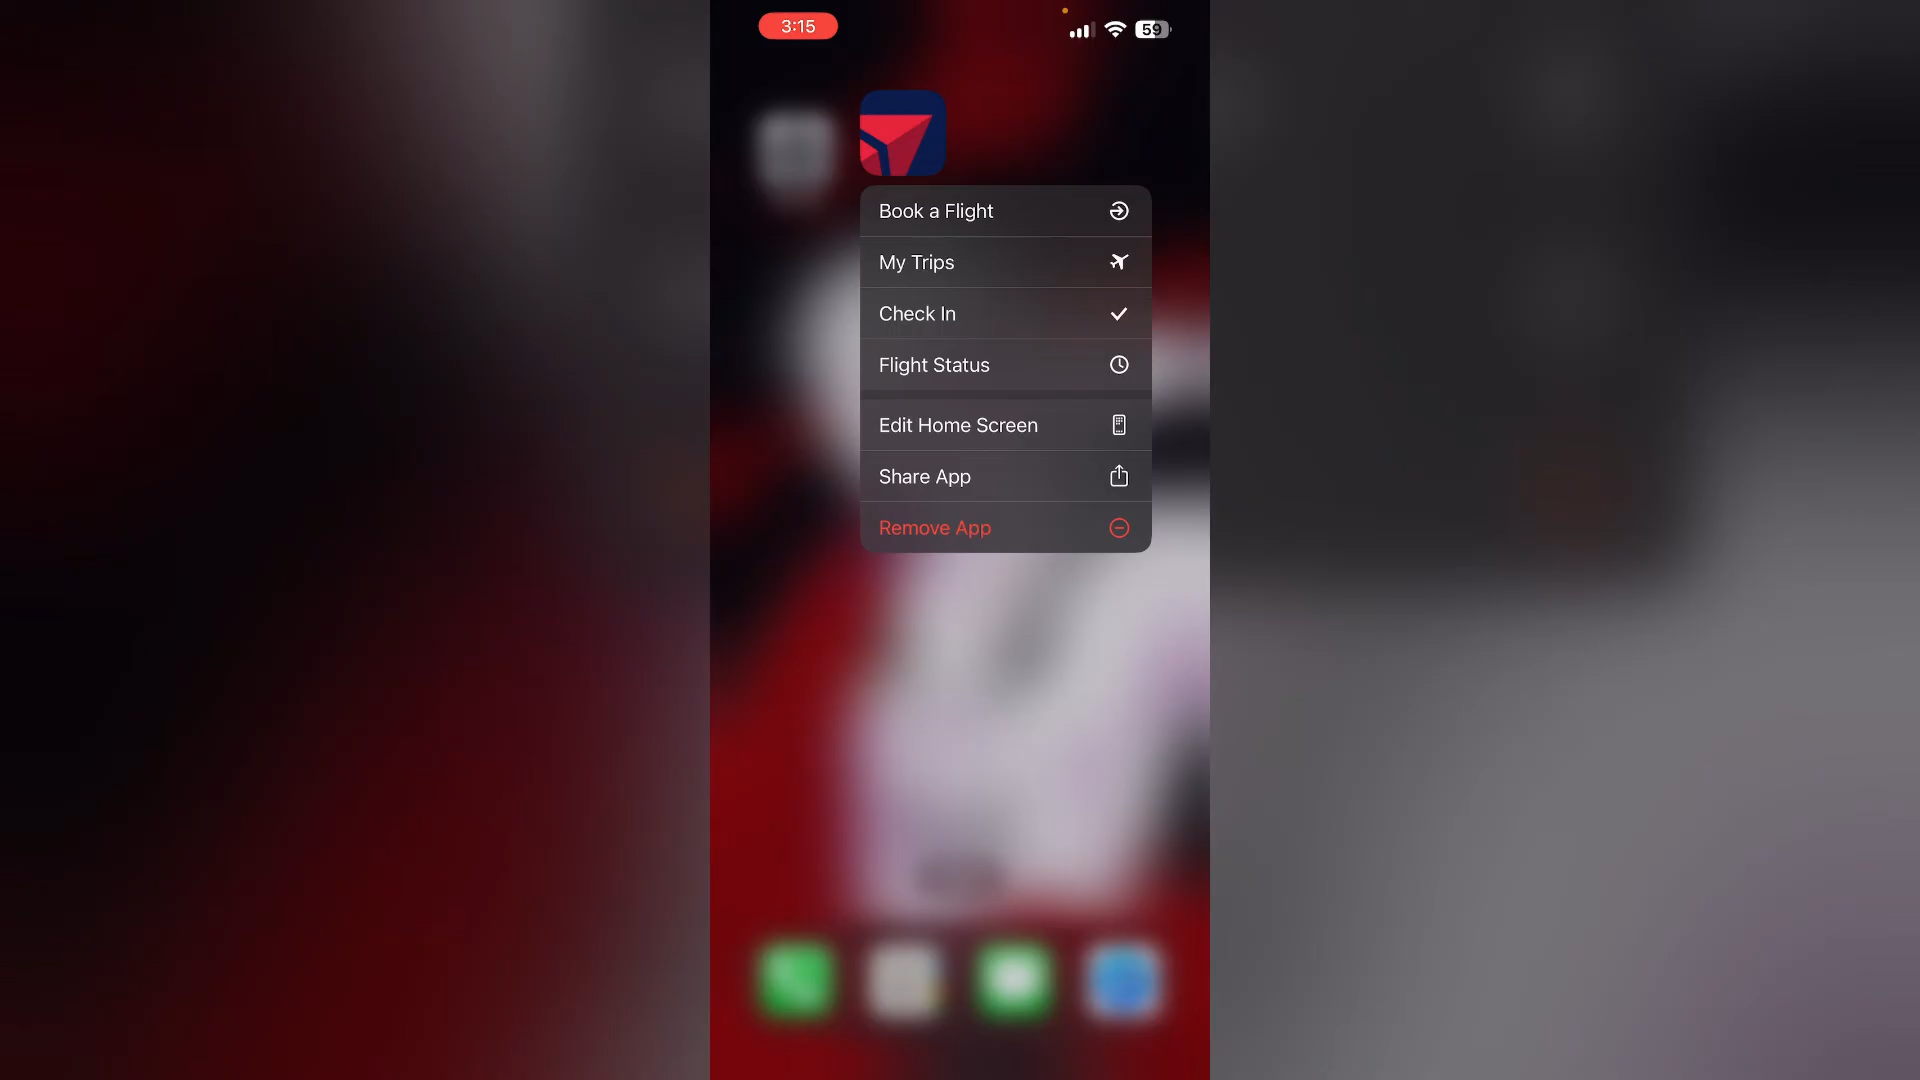 3:15
59
Book a Flight
My Trips
Check In
Flight Status
Edit Home Screen
Share App
Remove App